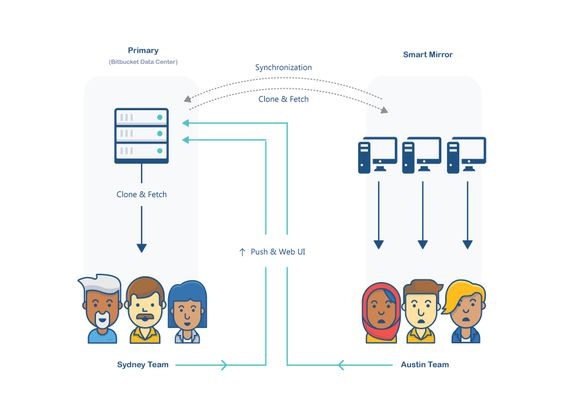 Primary
(Bitbucket Data Center)
Smart Mirror
Synchronization
Clone & Fetch
Clone & Fetch
↑ Push & Web UI
Sydney Team
Austin Team